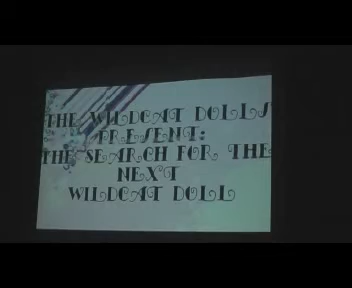 THE WILDCAT DOLLS
PRESENT:
THE SEARCH FOR THE
NEXT
WILDCAT DOLL